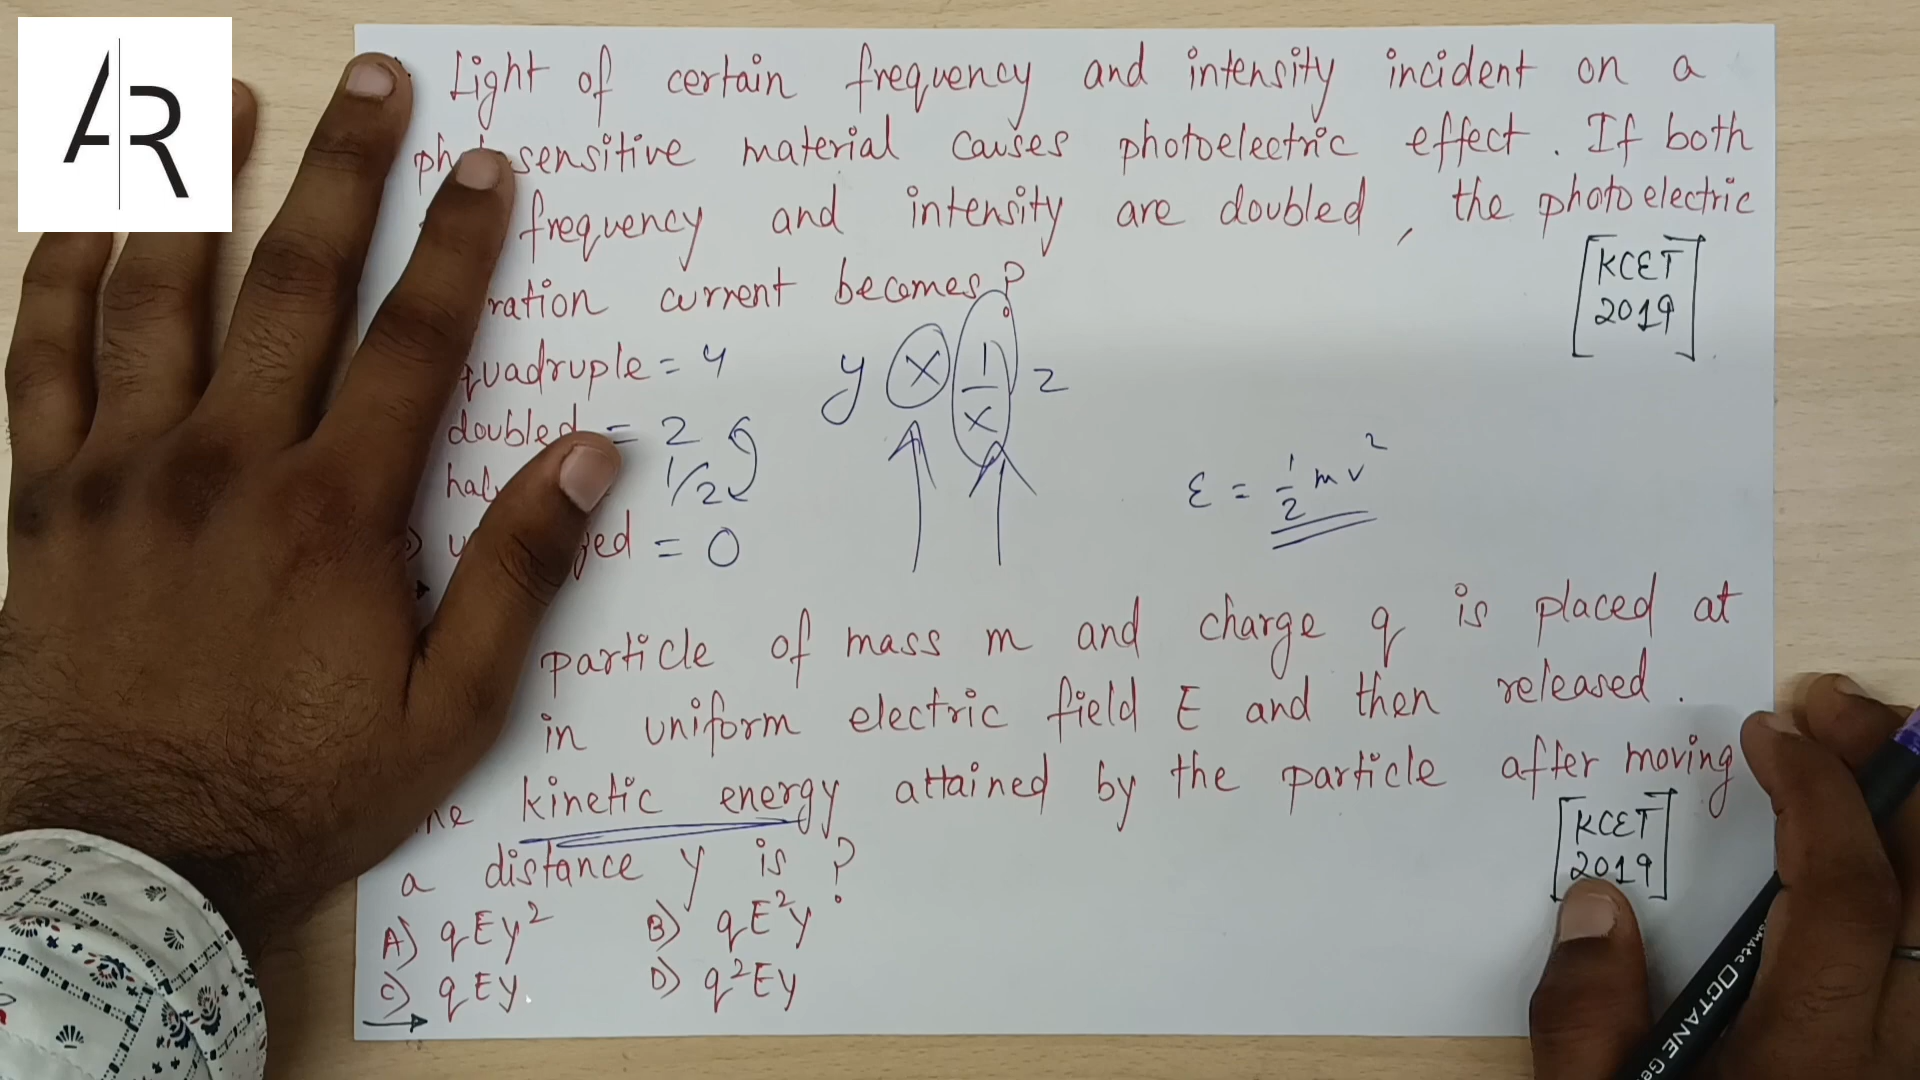 AR
Light of certain frequency and intensity incident on a
sensitive material causes photoelectric effect. If both
frequency and intensity are doubled, the photoelectric
ration current becomes?
[KCET
2019]
quadruple = 4
doubled = 2
1/2
= 0
y × 1/x 2
ε = 1/2 mv²
particle of mass m and charge q is placed at
in uniform electric field E and then released.
kinetic energy attained by the particle after moving
a distance y is?
[KCET
2019]
A) qEy² B) qE²y
C) qEy. D) q²Ey
OCTANE